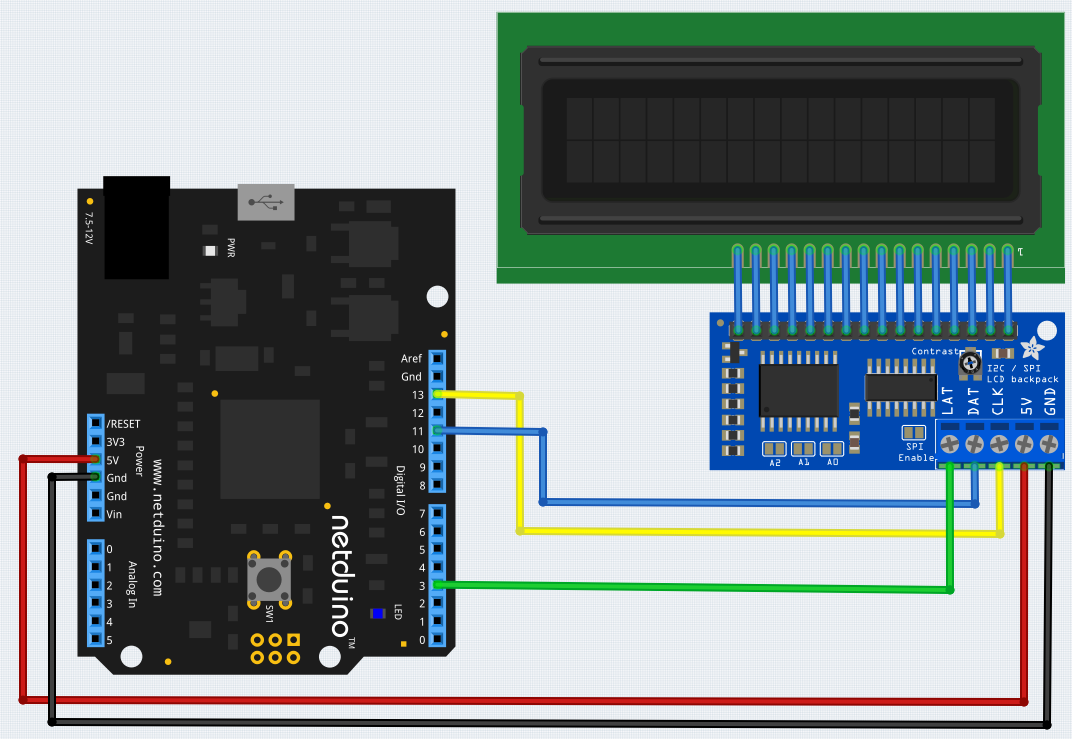 1
7.5-12V
PWR
Aref
Gnd
13
12
11
10
9
8
Digital I/O
7
6
5
4
3
2
1
0
/RESET
3V3
5V
Gnd
Gnd
Vin
Power
www.netduino.com
0
1
2
3
4
5
Analog In
SW1
netduino™
LED
Contrast
I2C / SPI
LCD backpack
LAT
DAT
CLK
5V
GND
SPI
Enable
A2
A1
A0